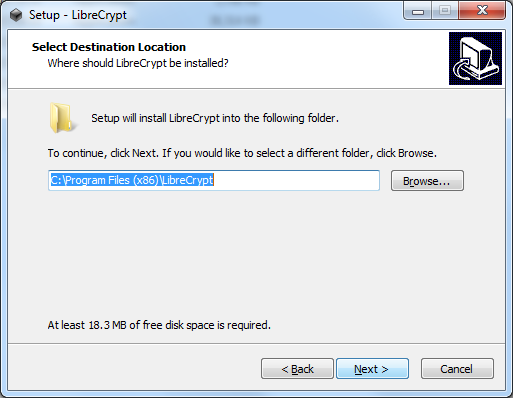 Setup - LibreCrypt
Select Destination Location
Where should LibreCrypt be installed?
Setup will install LibreCrypt into the following folder.
To continue, click Next. If you would like to select a different folder, click Browse.
C:\Program Files (x86)\LibreCrypt
Browse...
At least 18.3 MB of free disk space is required.
< Back
Next >
Cancel